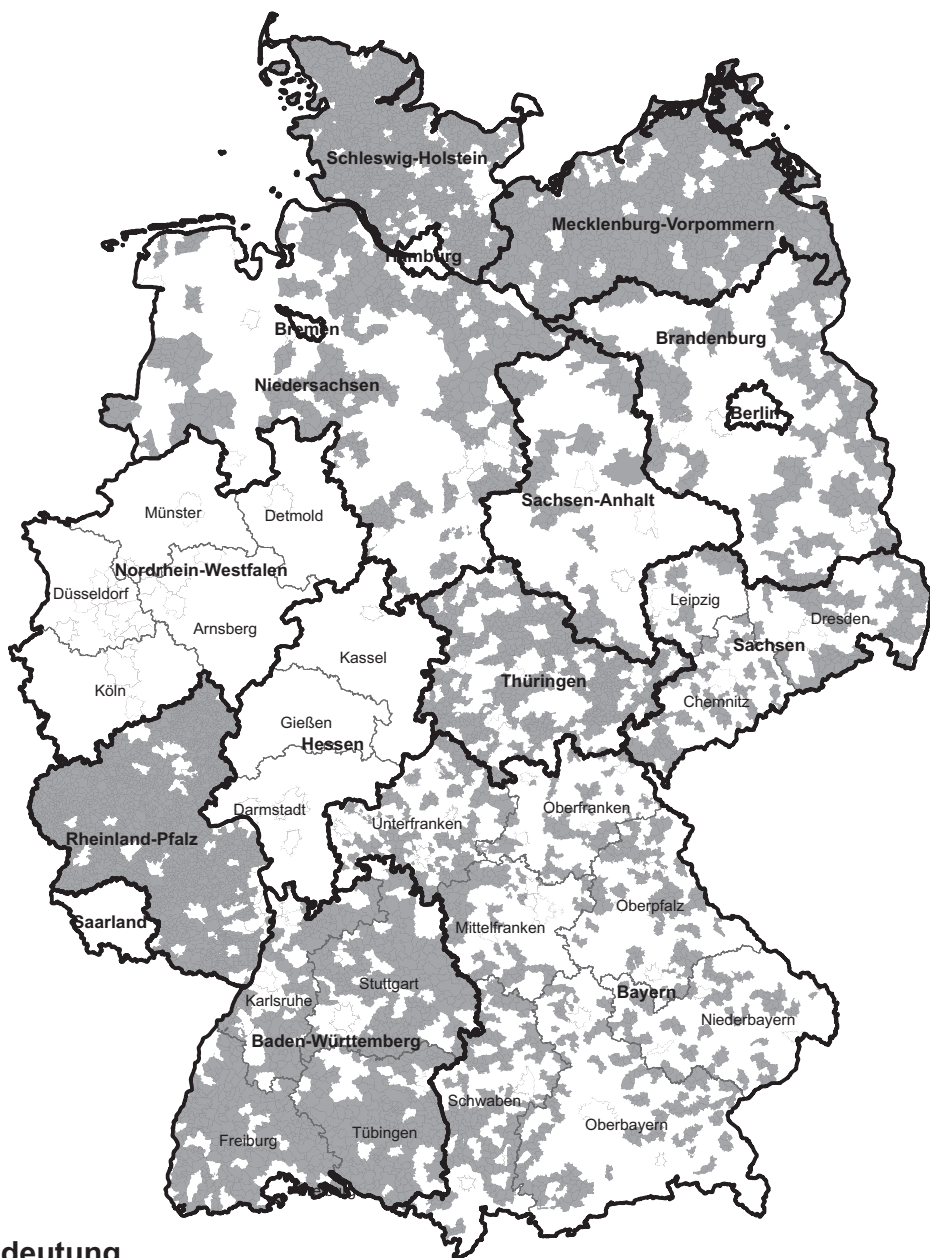 Schleswig-Holstein
Mecklenburg-Vorpommern
Hamburg
Bremen
Brandenburg
Niedersachsen
Berlin
Sachsen-Anhalt
Münster
Detmold
Nordrhein-Westfalen
Düsseldorf
Arnsberg
Leipzig
Dresden
Sachsen
Köln
Kassel
Thüringen
Chemnitz
Gießen
Hessen
Darmstadt
Unterfranken
Oberfranken
Rheinland-Pfalz
Saarland
Mittelfranken
Oberpfalz
Stuttgart
Karlsruhe
Bayern
Niederbayern
Baden-Württemberg
Schwaben
Oberbayern
Freiburg
Tübingen
deutung